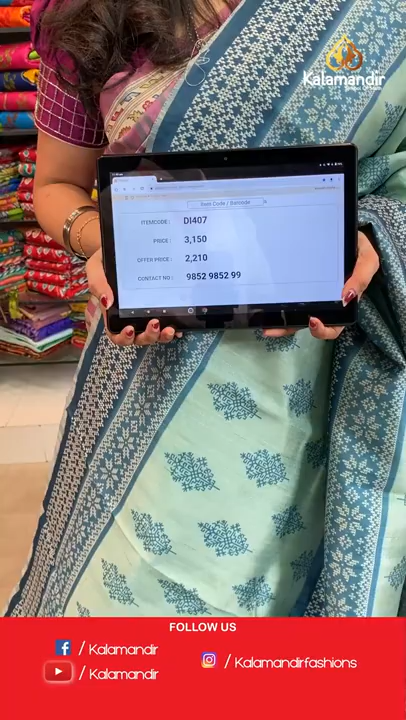 Kalamandir
Item Code / Barcode
ITEMCODE : DI407
PRICE : 3,150
OFFER PRICE : 2,210
CONTACT NO : 9852 9852 99
FOLLOW US
/ Kalamandir
/ Kalamandir
/ Kalamandirfashions